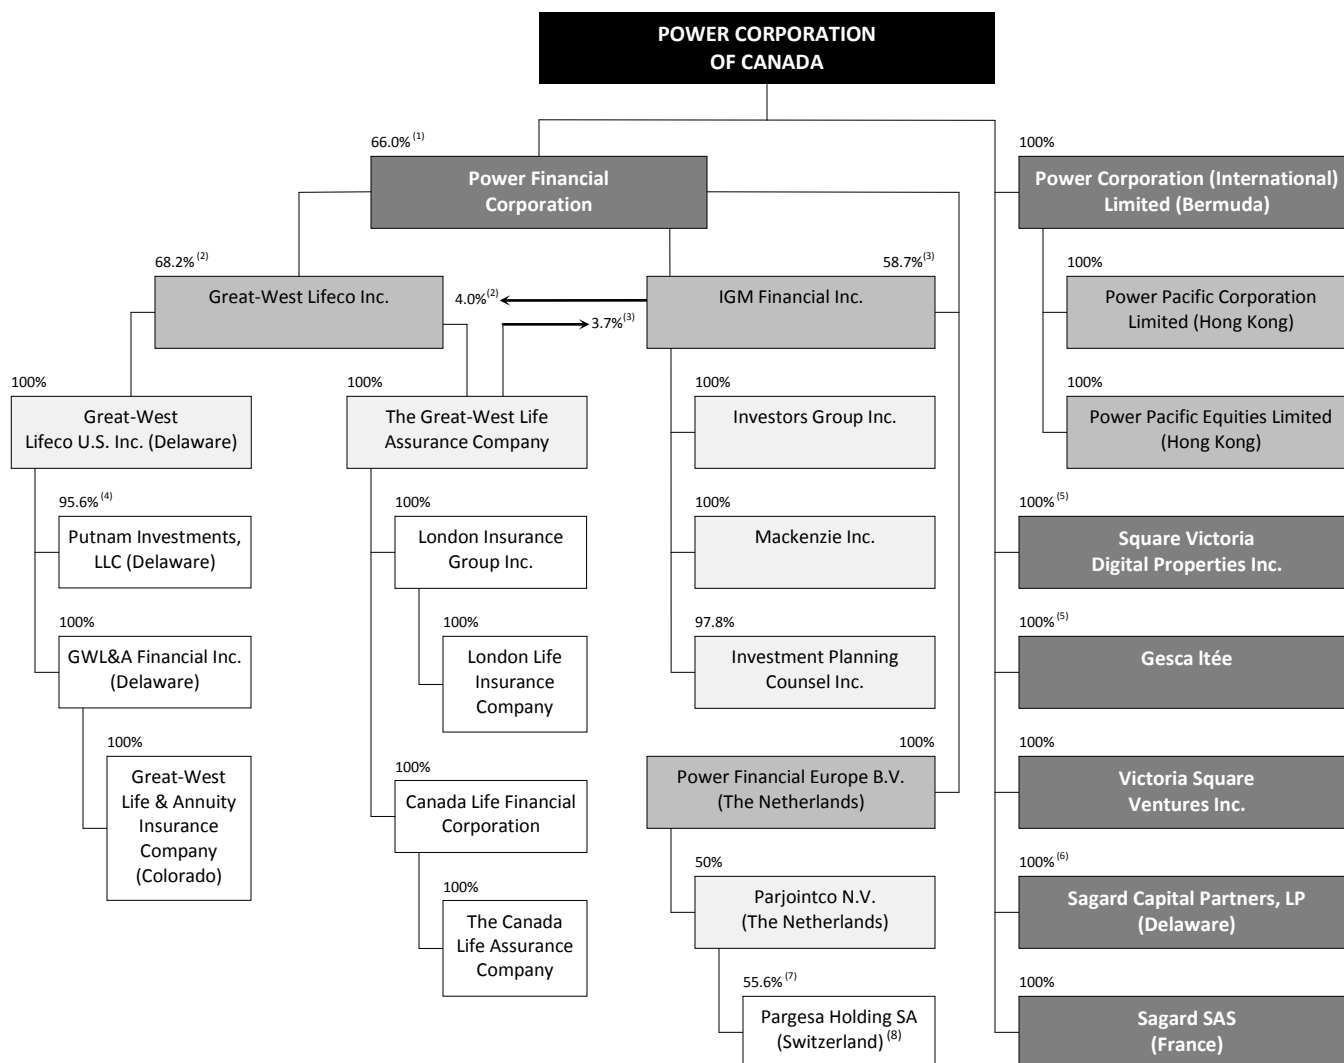 POWER CORPORATION
OF CANADA
66.0% (1)
Power Financial
Corporation
68.2% (2)
Great-West Lifeco Inc.
4.0% (2)
3.7% (3)
58.7% (3)
IGM Financial Inc.
100%
Great-West
Lifeco U.S. Inc. (Delaware)
95.6% (4)
Putnam Investments,
LLC (Delaware)
100%
GWL&A Financial Inc.
(Delaware)
100%
Great-West
Life & Annuity
Insurance
Company
(Colorado)
100%
The Great-West Life
Assurance Company
100%
London Insurance
Group Inc.
100%
London Life
Insurance
Company
100%
Canada Life Financial
Corporation
100%
The Canada
Life Assurance
Company
100%
Investors Group Inc.
100%
Mackenzie Inc.
97.8%
Investment Planning
Counsel Inc.
100%
Power Financial Europe B.V.
(The Netherlands)
50%
Parjointco N.V.
(The Netherlands)
55.6% (7)
Pargesa Holding SA
(Switzerland) (8)
100%
Power Corporation (International)
Limited (Bermuda)
100%
Power Pacific Corporation
Limited (Hong Kong)
100%
Power Pacific Equities Limited
(Hong Kong)
100% (5)
Square Victoria
Digital Properties Inc.
100% (5)
Gesca ltée
100%
Victoria Square
Ventures Inc.
100% (6)
Sagard Capital Partners, LP
(Delaware)
100%
Sagard SAS
(France)